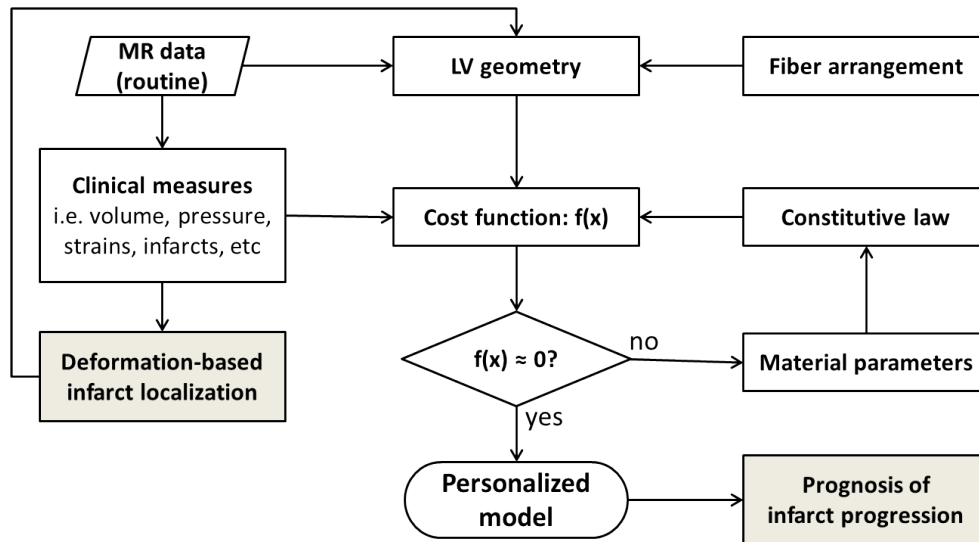 MR data
(routine)
LV geometry
Fiber arrangement
Clinical measures
i.e. volume, pressure,
strains, infarcts, etc
Cost function: f(x)
Constitutive law
Deformation-based
infarct localization
f(x) ≈ 0?
no
Material parameters
yes
Personalized
model
Prognosis of
infarct progression